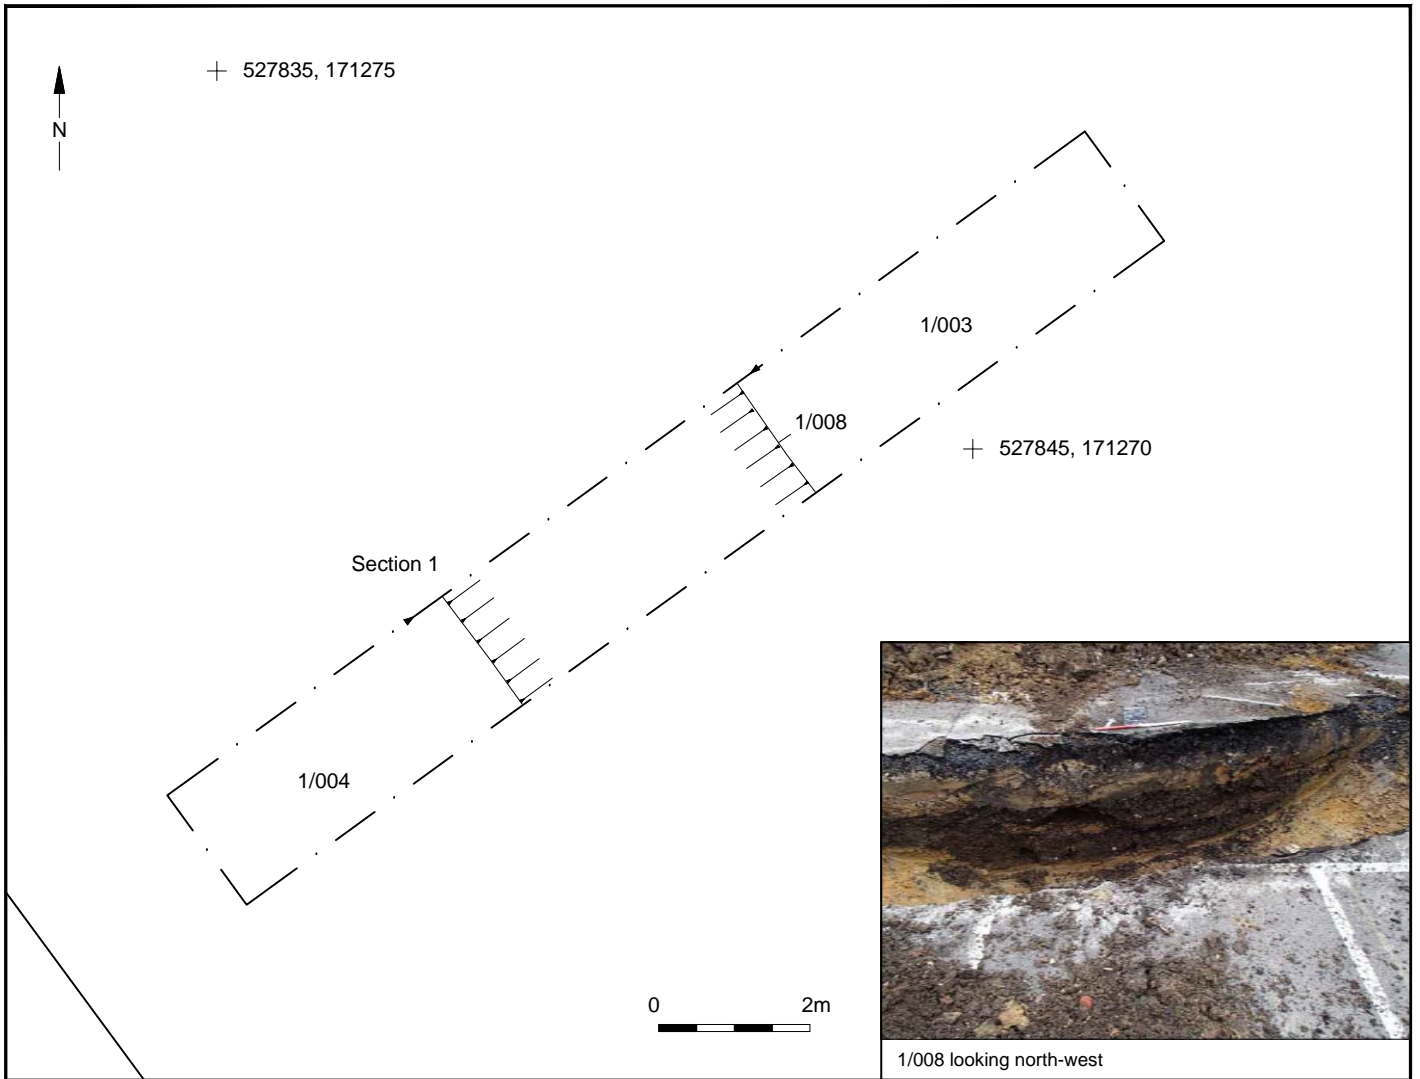 527835, 171275
N
1/003
1/008
527845, 171270
Section 1
1/004
0 2m
1/008 looking north-west